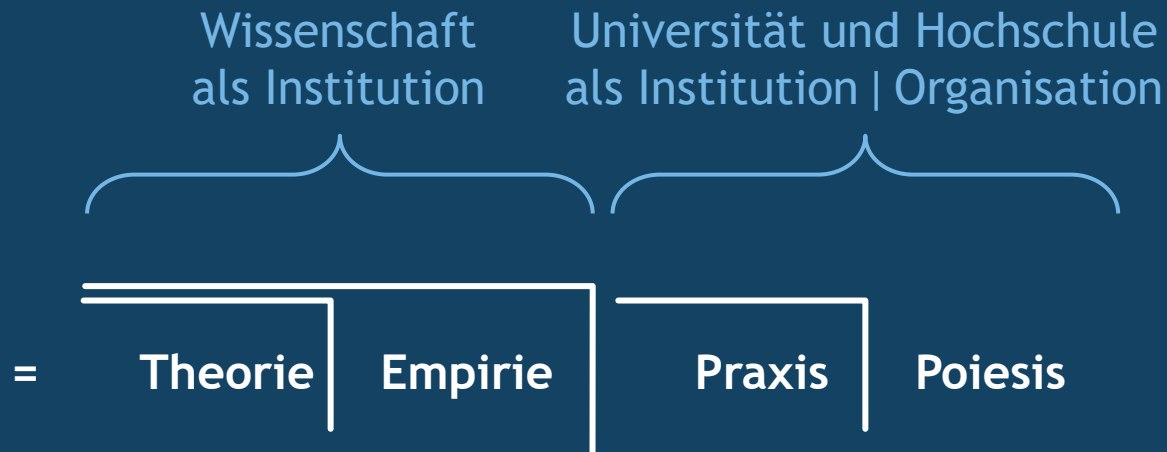 Wissenschaft
als Institution
Universität und Hochschule
als Institution | Organisation
= Theorie Empirie Praxis Poiesis